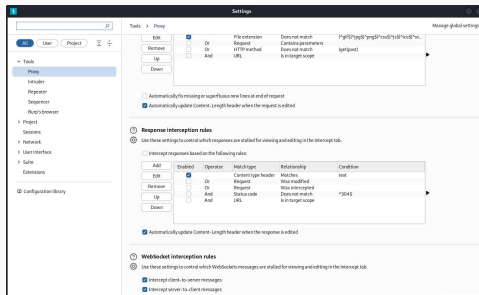 Settings
Tools > Proxy
Manage global settings
All User Project
Tools
Proxy
Intruder
Repeater
Sequencer
Burp's browser
Project
Sessions
Network
User interface
Suite
Extensions
Configuration library
Edit
Remove
Up
Down
File extension Does not match
Or Request Contains parameters
Or HTTP method Does not match (get|post)
And URL Is in target scope
Automatically fix missing or superfluous new lines at end of request
Automatically update Content-Length header when the request is edited
Response interception rules
Use these settings to control which responses are stalled for viewing and editing in the Intercept tab.
Intercept responses based on the following rules:
Add
Edit
Remove
Up
Down
Enabled Operator Match type Relationship Condition
Content type header Matches text
Or Request Was modified
Or Request Was intercepted
And Status code Does not match ^304$
And URL Is in target scope
Automatically update Content-Length header when the response is edited
WebSocket interception rules
Use these settings to control which WebSockets messages are stalled for viewing and editing in the Intercept tab.
Intercept client-to-server messages
Intercept server-to-client messages